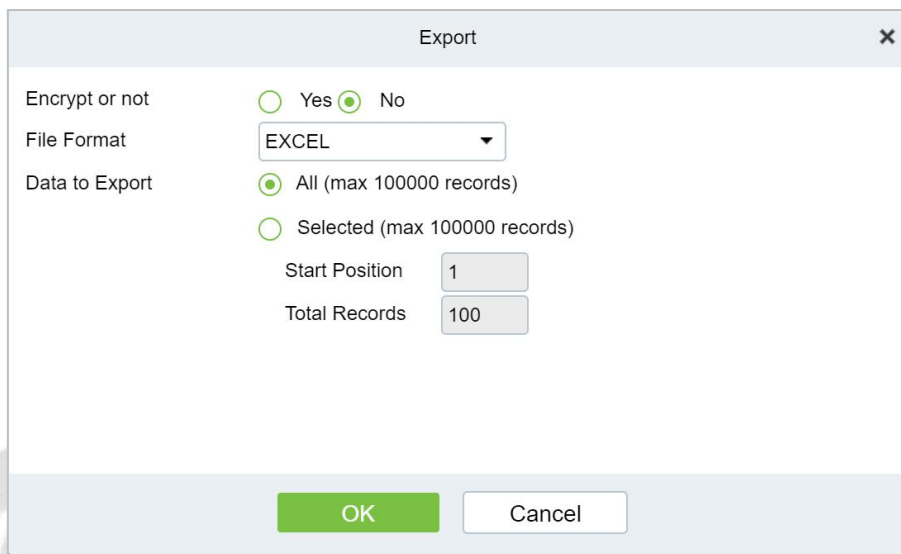 Export
Encrypt or not Yes No
File Format EXCEL
Data to Export All (max 100000 records)
Selected (max 100000 records)
Start Position 1
Total Records 100
OK Cancel